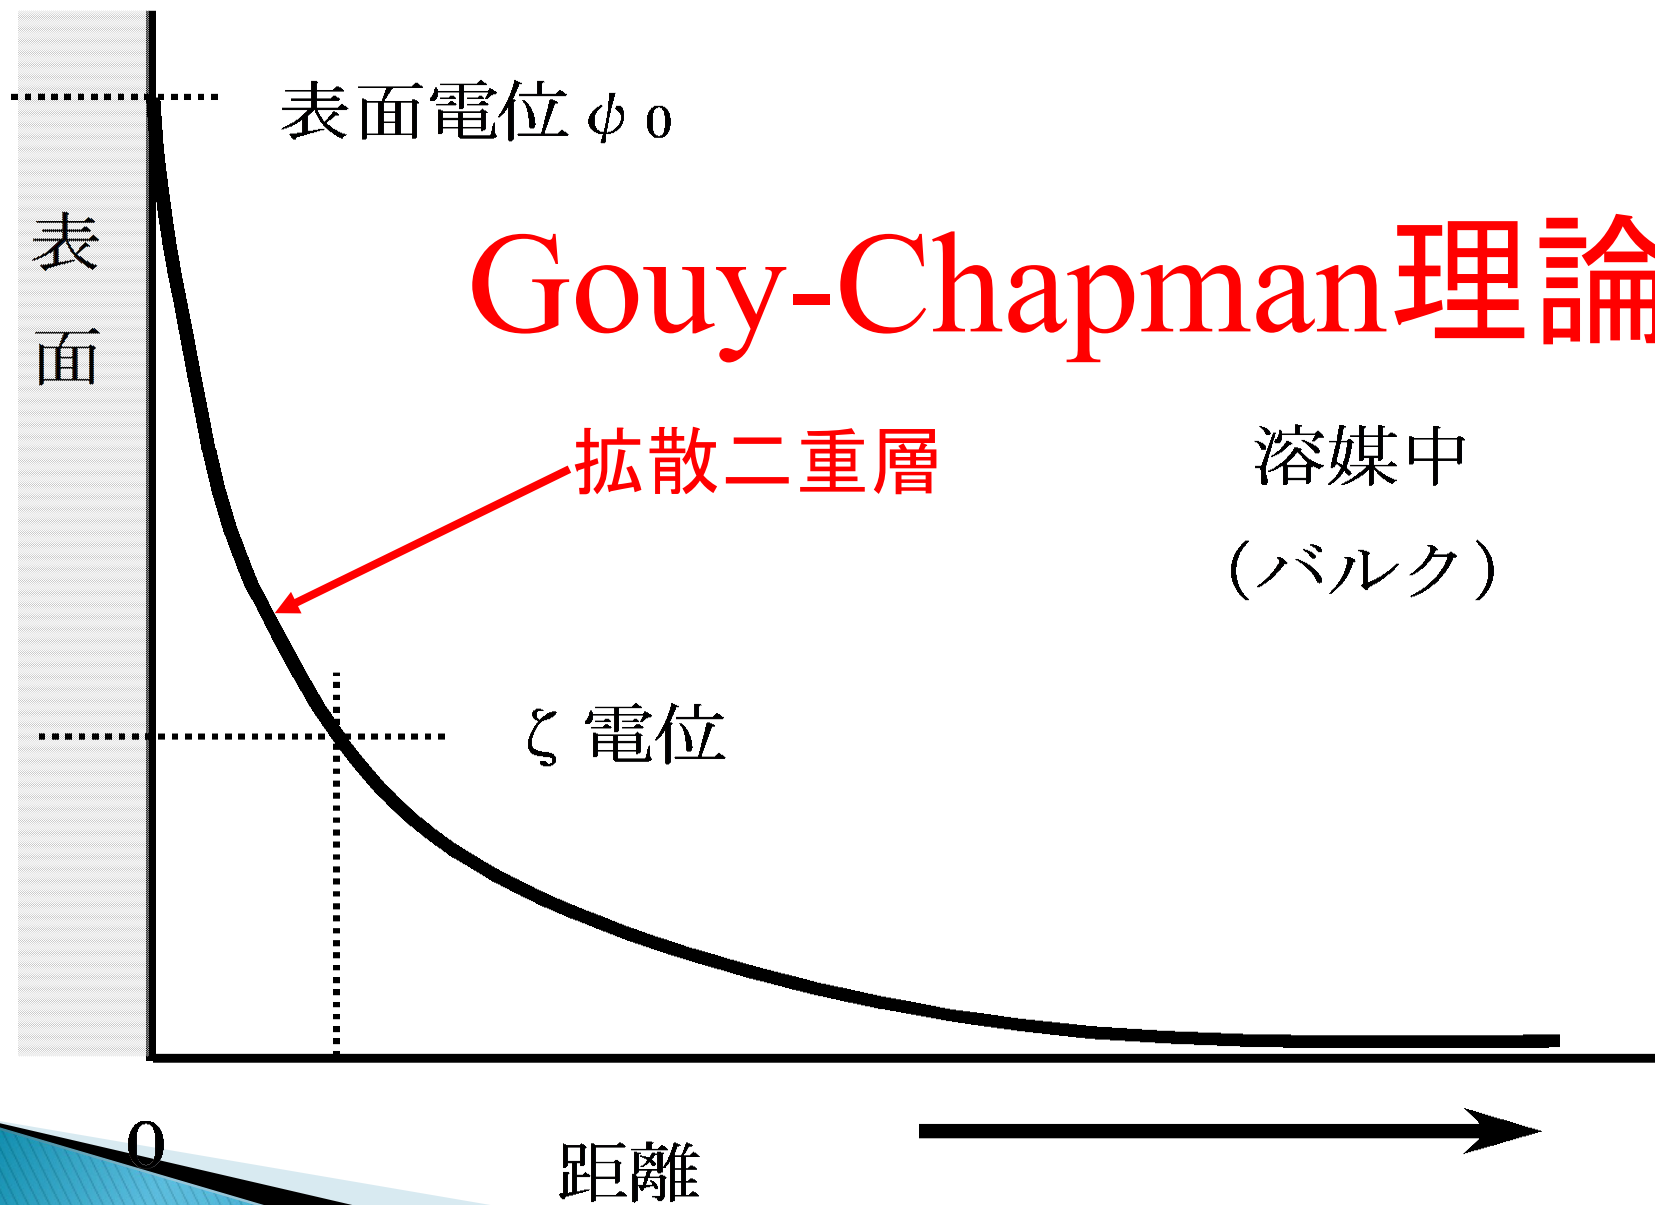 表面電位φ0
表
面
Gouy-Chapman理論
拡散二重層
溶媒中
(バルク)
ζ電位
0
距離